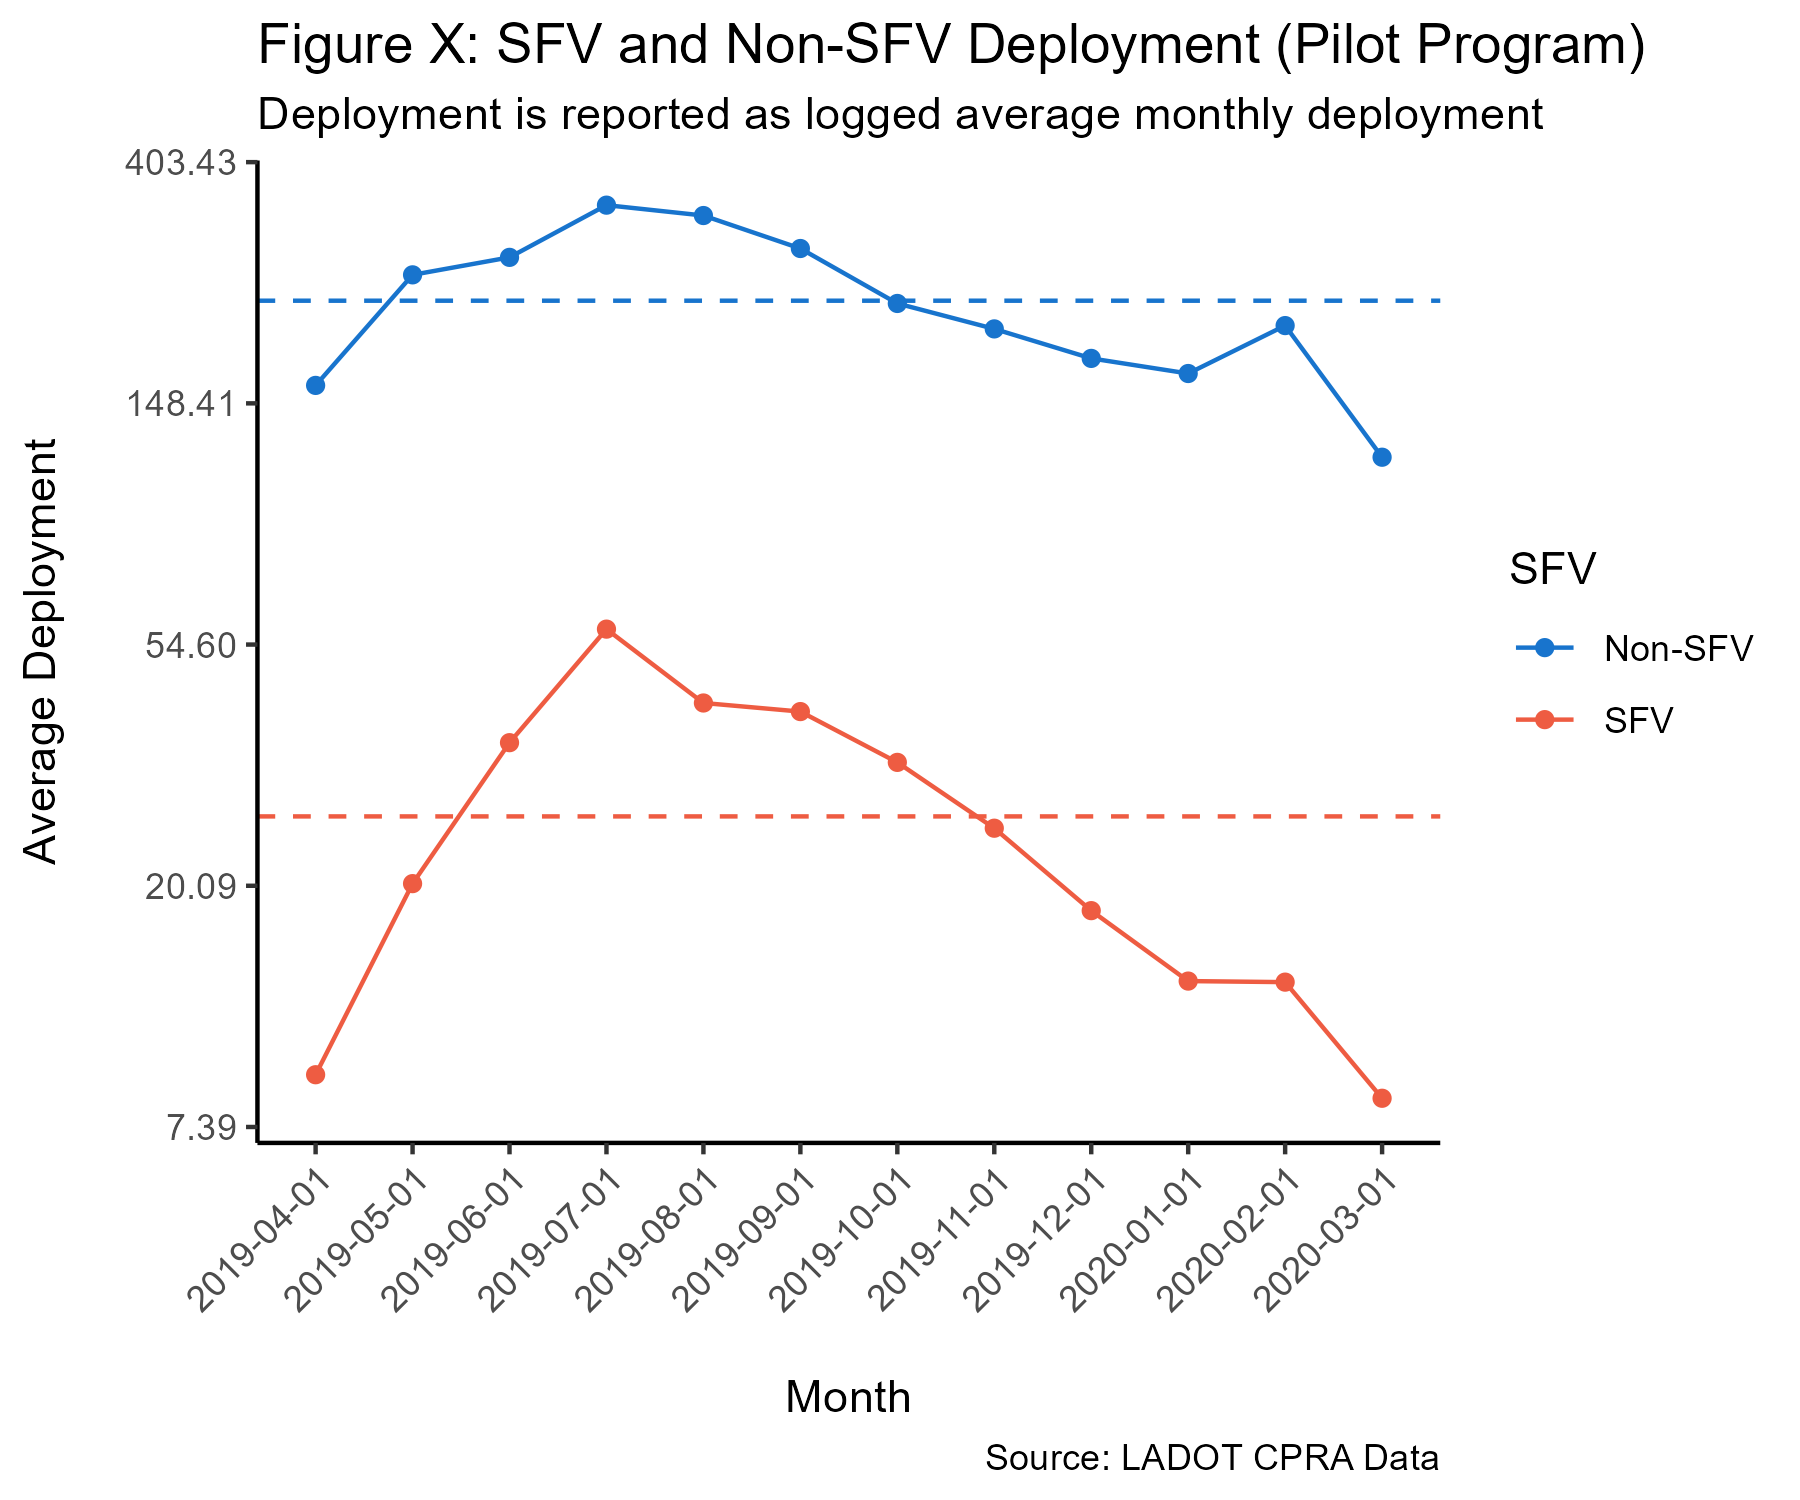 Figure X: SFV and Non-SFV Deployment (Pilot Program)
Deployment is reported as logged average monthly deployment
403.43
148.41
54.60
20.09
7.39
Average Deployment
2019-04-01
2019-05-01
2019-06-01
2019-07-01
2019-08-01
2019-09-01
2019-10-01
2019-11-01
2019-12-01
2020-01-01
2020-02-01
2020-03-01
Month
SFV
Non-SFV
SFV
Source: LADOT CPRA Data